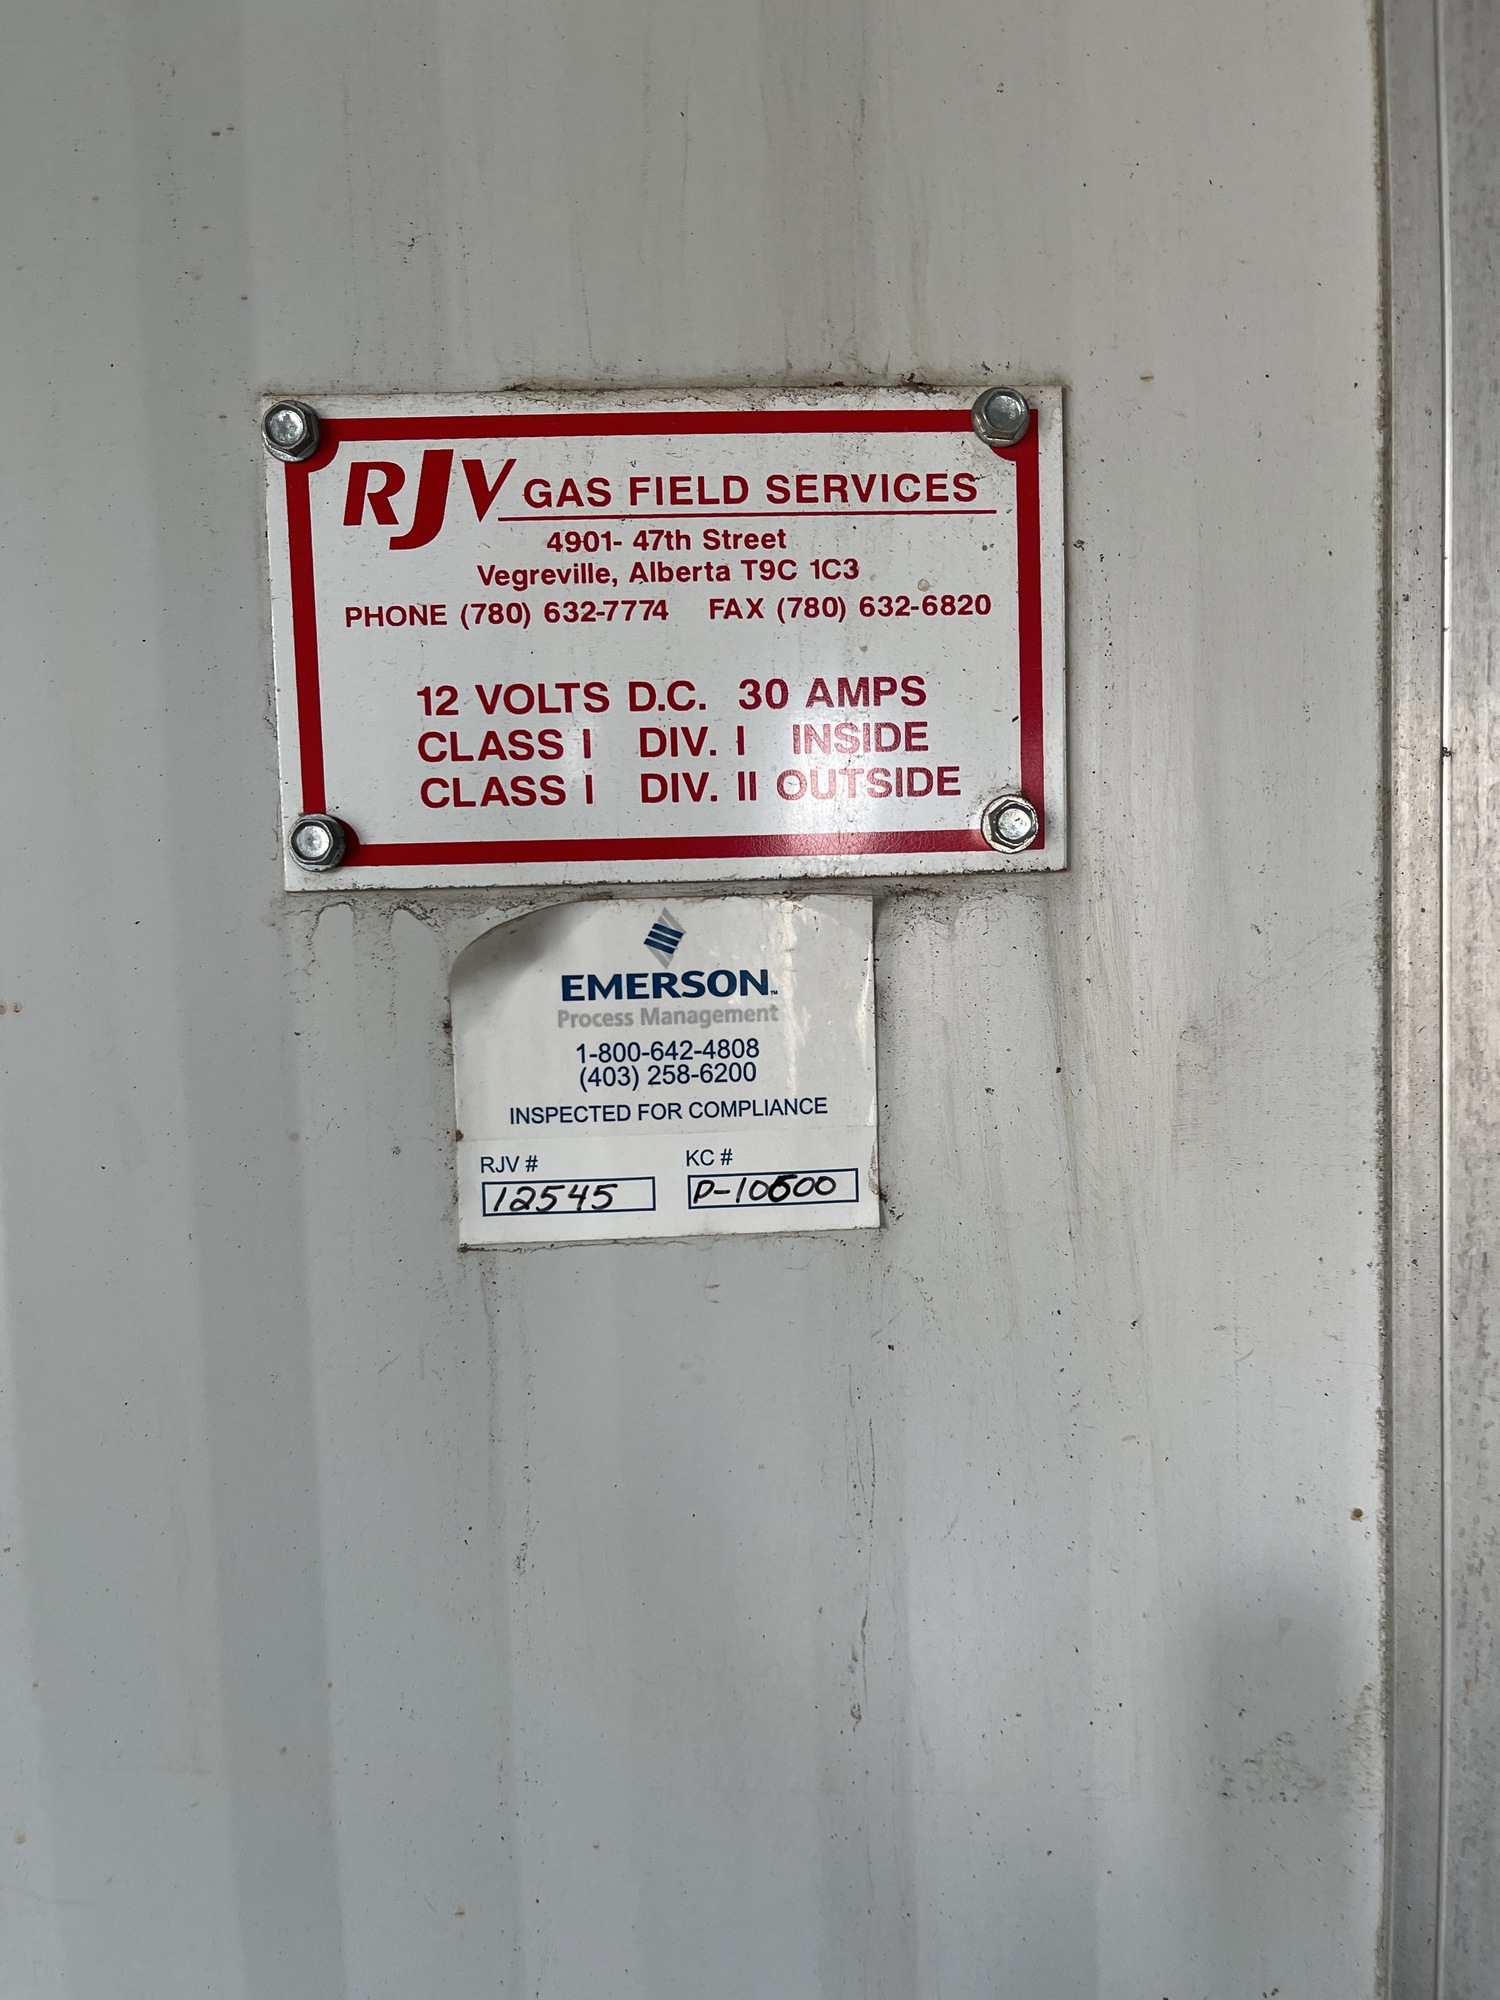 RJV GAS FIELD SERVICES
4901- 47th Street
Vegreville, Alberta T9C 1C3
PHONE (780) 632-7774 FAX (780) 632-6820
12 VOLTS D.C. 30 AMPS
CLASS I DIV. I INSIDE
CLASS I DIV. II OUTSIDE
EMERSON™
Process Management
1-800-642-4808
(403) 258-6200
INSPECTED FOR COMPLIANCE
RJV # KC #
12545